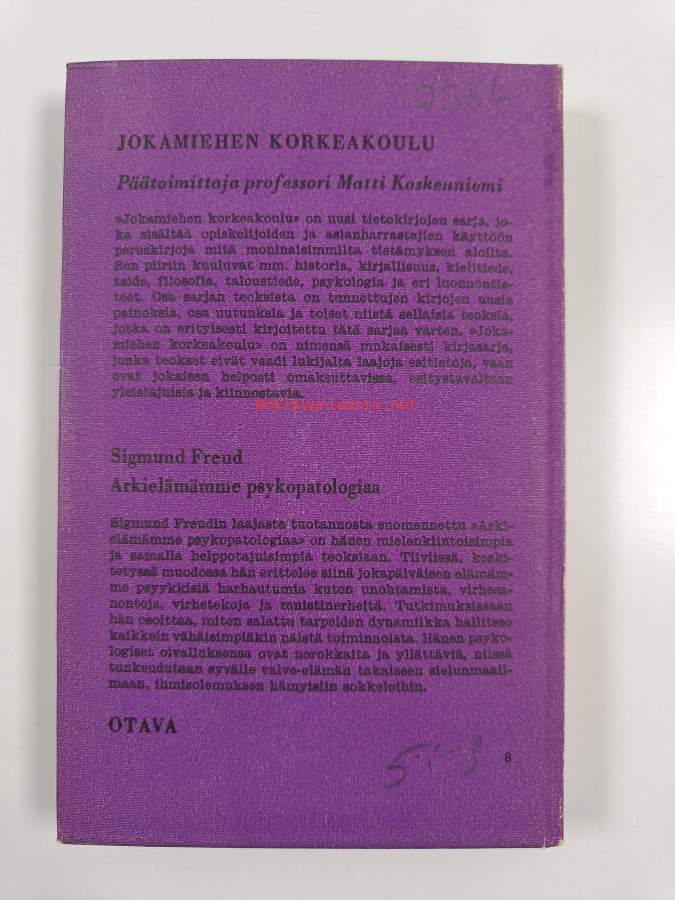 2386
JOKAMIEHEN KORKEAKOULU
Päätoimittaja professori Matti Koskenniemi
»Jokamiehen korkeakoulu» on uusi tietokirjojen sarja, jo-
ka sisältää opiskelijoiden ja asianharrastajien käyttöön
peruskirjoja mitä moninaisimmilta tietämyksen aloilta.
Sen piiriin kuuluvat mm. historia, kirjallisuus, kielitiede,
taide, filosofia, taloustiede, psykologia ja eri luonnontie-
teet. Osa sarjan teoksista on tunnettujen kirjojen uusia
painoksia, osa uutuuksia ja toiset niistä sellaisia teoksia,
jotka on erityisesti kirjoitettu tätä sarjaa varten. »Joka-
miehen korkeakoulu» on nimensä mukaisesti kirjasarja,
jonka teokset eivät vaadi lukijalta laajoja esitietoja, vaan
ovat jokaisen helposti omaksuttavissa, esitystavaltaan
yleistajuisia ja kiinnostavia.
Antikvariaatti.net
Sigmund Freud
Arkielämämme psykopatologiaa
Sigmund Freudin laajasta tuotannosta suomennettu »Arki-
elämämme psykopatologiaa» on hänen mielenkiintoisimpia
ja samalla helppotajuisimpia teoksiaan. Tiiviissä, keski-
tetyssä muodossa hän erittelee siinä jokapäiväisen elämäm-
me psyykkisiä harhautumia kuten unohtamista, virhesa-
nontoja, virhetekoja ja muistinerheitä. Tutkimuksissaan
hän osoittaa, miten salattu tarpeiden dynamiikka hallitsee
kaikkein vähäisimpiäkin näistä toiminnoista. Hänen psyko-
logiset oivalluksensa ovat nerokkaita ja yllättäviä, niissä
tunkeudutaan syvälle valve-elämän takaiseen sielunmaail-
maan, ihmisolemuksen hämyisiin sokkeloihin.
OTAVA
8